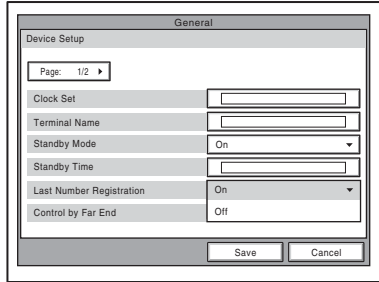 General
Device Setup
Page: 1/2
Clock Set
Terminal Name
Standby Mode On
Standby Time
Last Number Registration On
Control by Far End Off
Save Cancel